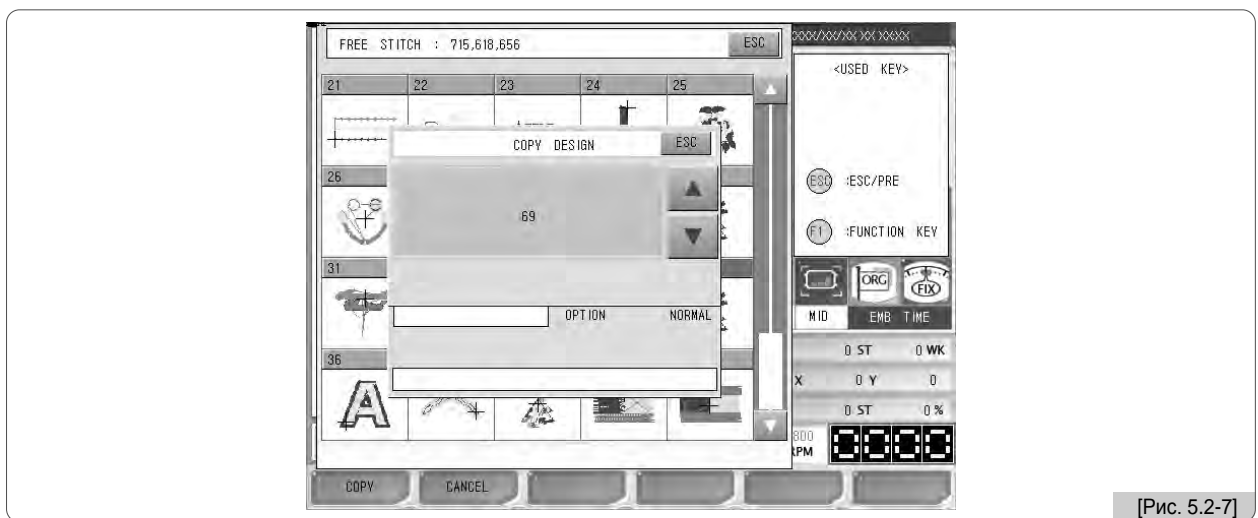 FREE STITCH : 715,618,656
ESC
21
22
23
24
25
<USED KEY>
COPY DESIGN
ESC
26
69
ESC :ESC/PRE
F1 :FUNCTION KEY
31
ORG
FIX
OPTION
NORMAL
MID
EMB TIME
36
0 ST
0 WK
X
0 Y
0
0 ST
0 %
A
800
RPM
COPY
CANCEL
[Рис. 5.2-7]